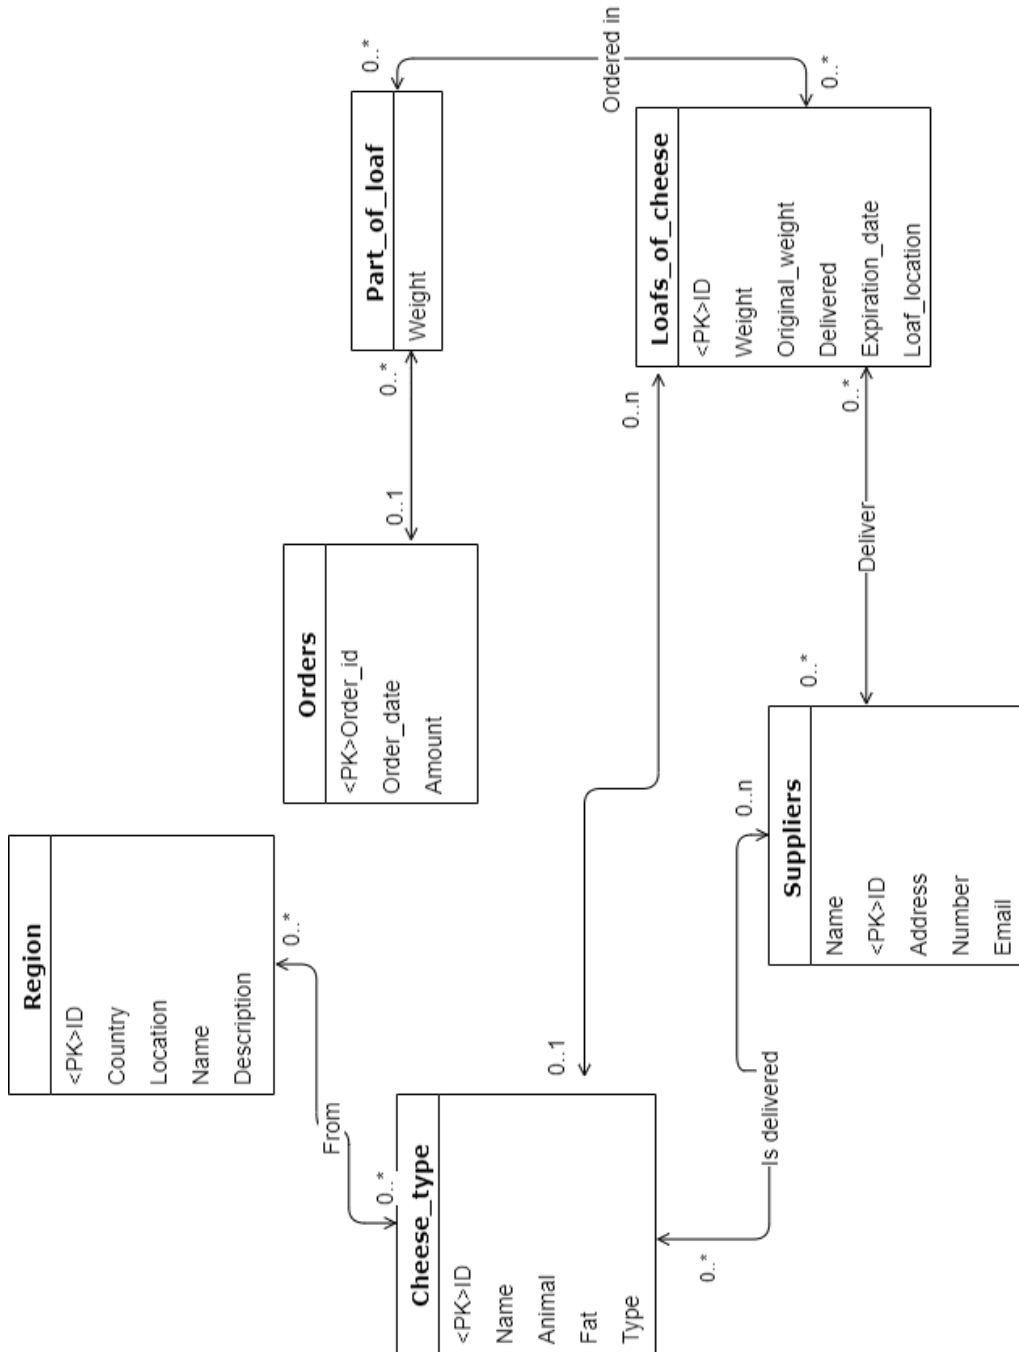 Region
<PK>ID
Country
Location
Name
Description
0..*
From
0..*
Cheese_type
<PK>ID
Name
Animal
Fat
Type
0..1
0..n
0..*
Is delivered
0..n
Orders
<PK>Order_id
Order_date
Amount
0..1
0..*
Part_of_loaf
Weight
0..*
Ordered in
0..*
Loafs_of_cheese
<PK>ID
Weight
Original_weight
Delivered
Expiration_date
Loaf_location
0..*
Deliver
0..*
Suppliers
Name
<PK>ID
Address
Number
Email